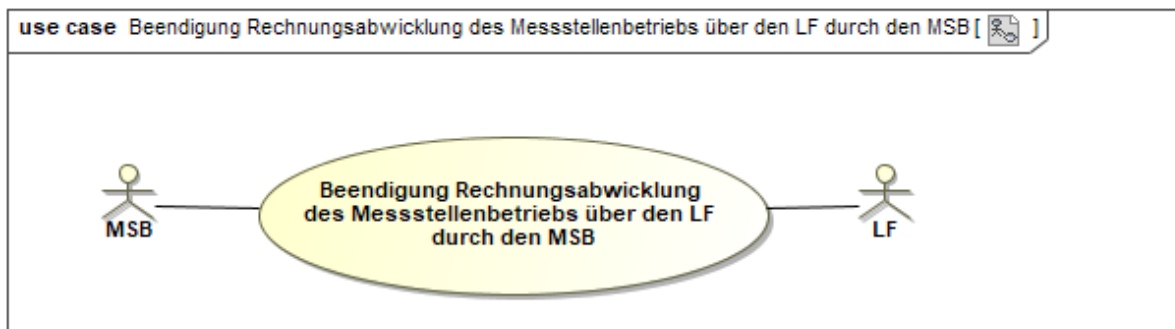 use case Beendigung Rechnungsabwicklung des Messstellenbetriebs über den LF durch den MSB [ ]
Beendigung Rechnungsabwicklung
des Messstellenbetriebs über den LF
durch den MSB
MSB
LF